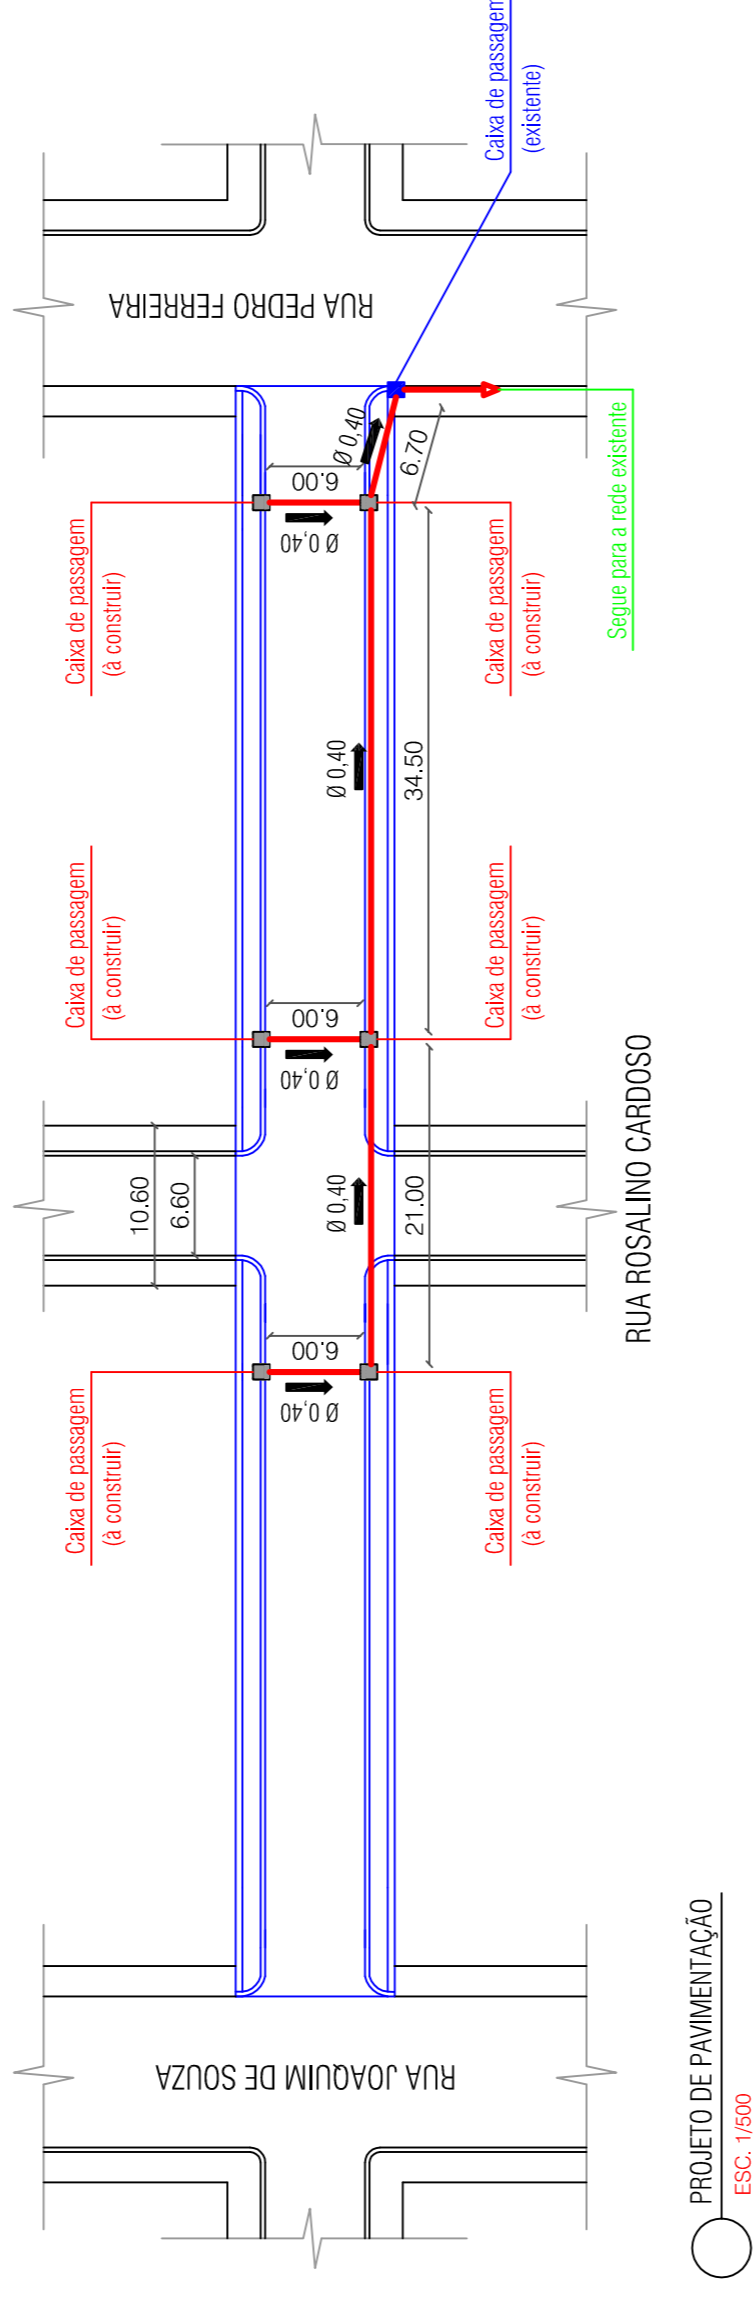 Caixa de passagem
(existente)
RUA PEDRO FERREIRA
Ø 0,40
6.70
6.00
Ø 0,40
Caixa de passagem
(à construir)
Caixa de passagem
(à construir)
Segue para a rede existente
Ø 0,40
34.50
Caixa de passagem
(à construir)
Caixa de passagem
(à construir)
6.00
Ø 0,40
10.60
6.60
Ø 0,40
21.00
RUA ROSALINO CARDOSO
6.00
Ø 0,40
Caixa de passagem
(à construir)
Caixa de passagem
(à construir)
RUA JOAQUIM DE SOUZA
PROJETO DE PAVIMENTAÇÃO
ESC. 1/500